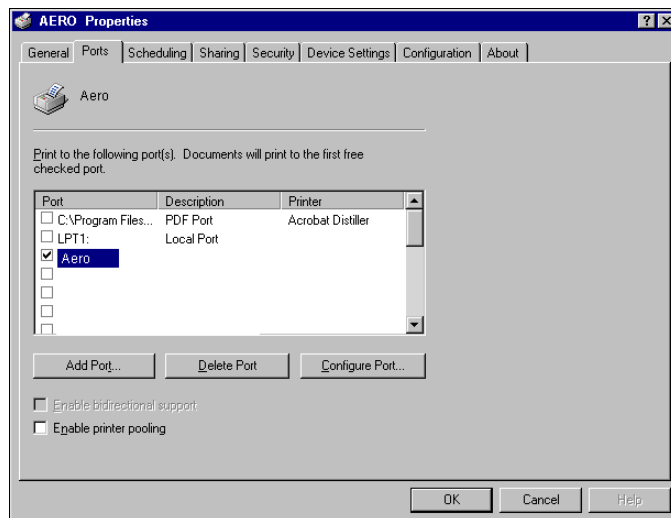 AERO Properties
General Ports Scheduling Sharing Security Device Settings Configuration About
Aero
Print to the following port(s). Documents will print to the first free
checked port.
Port Description Printer
C:\Program Files... PDF Port Acrobat Distiller
LPT1: Local Port
Aero
Add Port... Delete Port Configure Port...
Enable bidirectional support
Enable printer pooling
OK Cancel Help